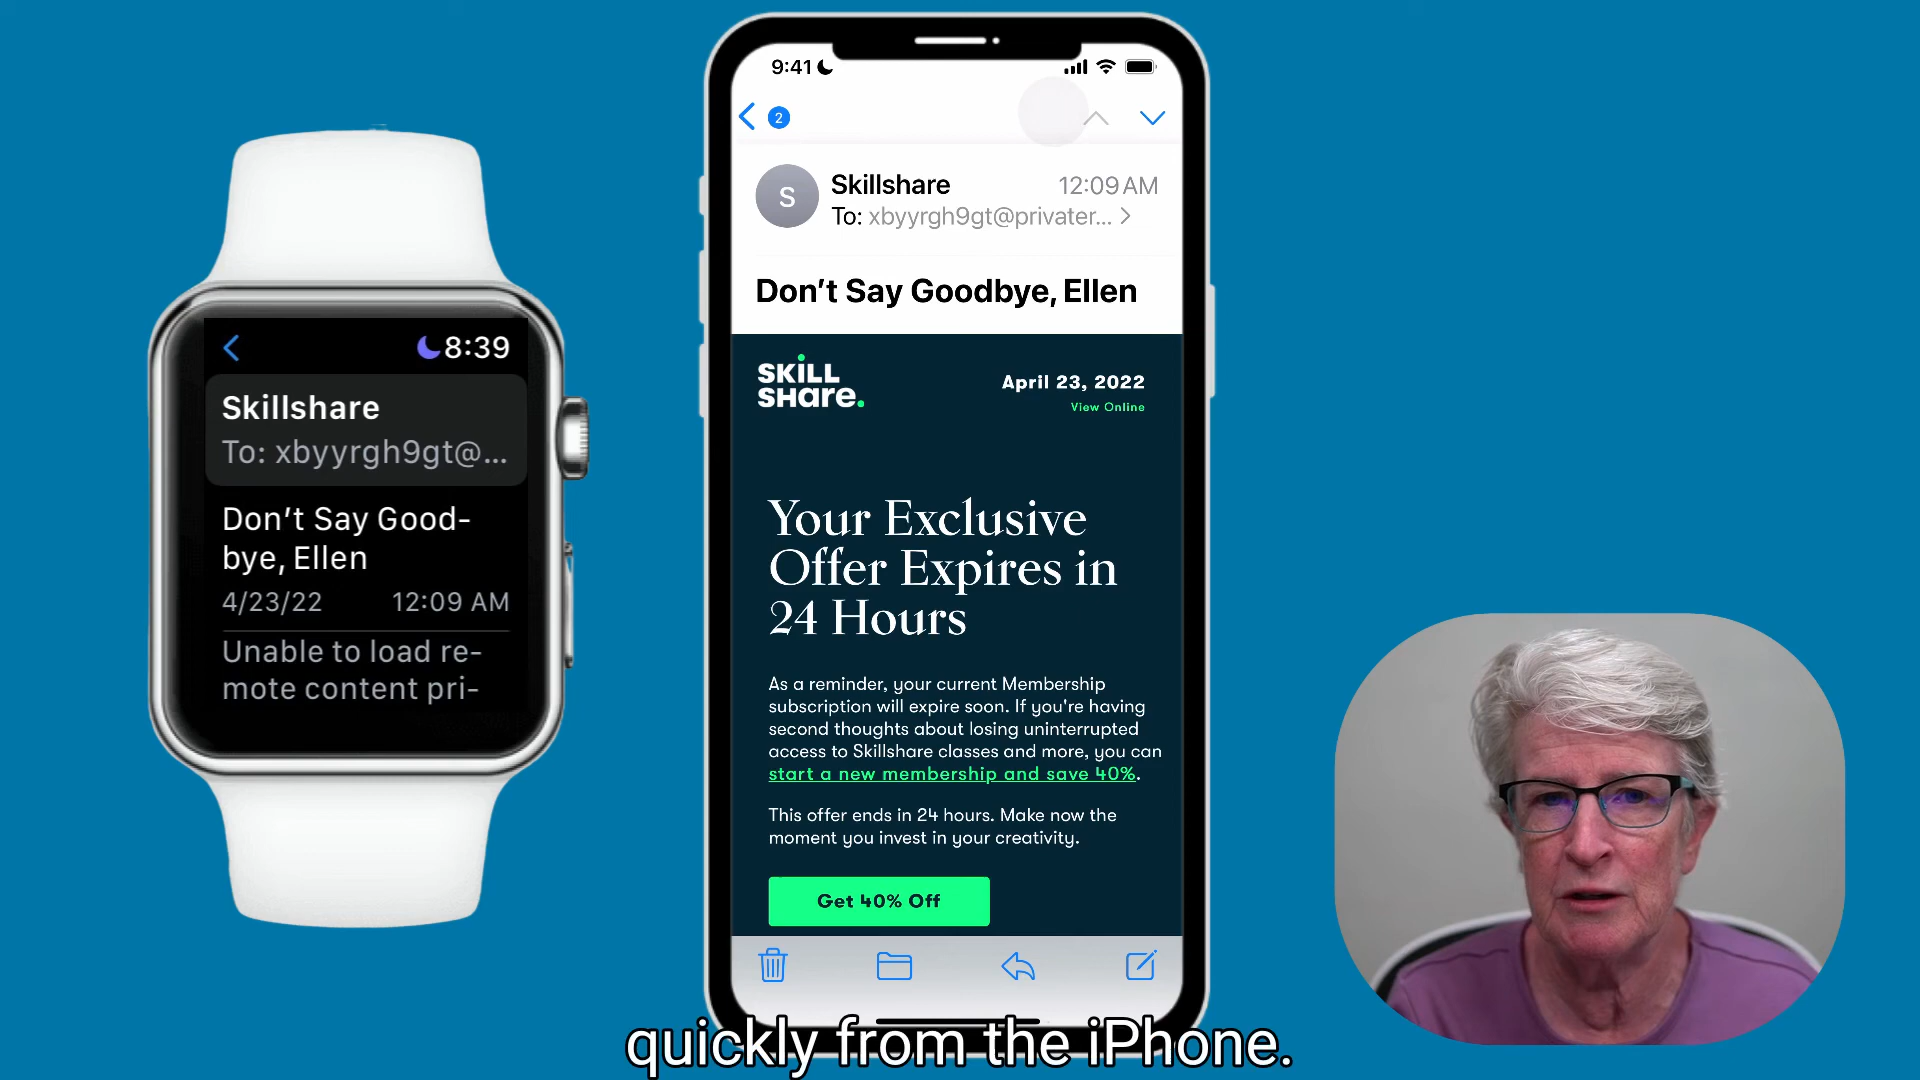 8:39
Skillshare
To: xbyyrgh9gt@...
Don't Say Good-
bye, Ellen
4/23/22 12:09 AM
Unable to load re-
mote content pri-
9:41
2
S
Skillshare 12:09 AM
To: xbyyrgh9gt@privater...
Don't Say Goodbye, Ellen
SKILL
SHare.
April 23, 2022
View Online
Your Exclusive
Offer Expires in
24 Hours
As a reminder, your current Membership
subscription will expire soon. If you're having
second thoughts about losing uninterrupted
access to Skillshare classes and more, you can
start a new membership and save 40%.
This offer ends in 24 hours. Make now the
moment you invest in your creativity.
Get 40% Off
quickly from the iPhone.